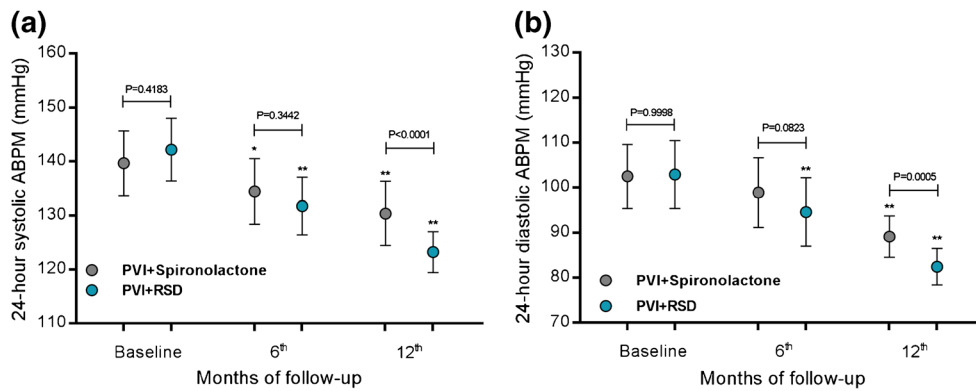 (a)
24-hour systolic ABPM (mmHg)
160
150
140
130
120
110
P=0.4183
P=0.3442
P<0.0001
*
**
**
**
PVI+Spironolactone
PVI+RSD
Baseline
6th
12th
Months of follow-up
(b)
24-hour diastolic ABPM (mmHg)
130
120
110
100
90
80
70
P=0.9998
P=0.0823
P=0.0005
**
**
**
PVI+Spironolactone
PVI+RSD
Baseline
6th
12th
Months of follow-up